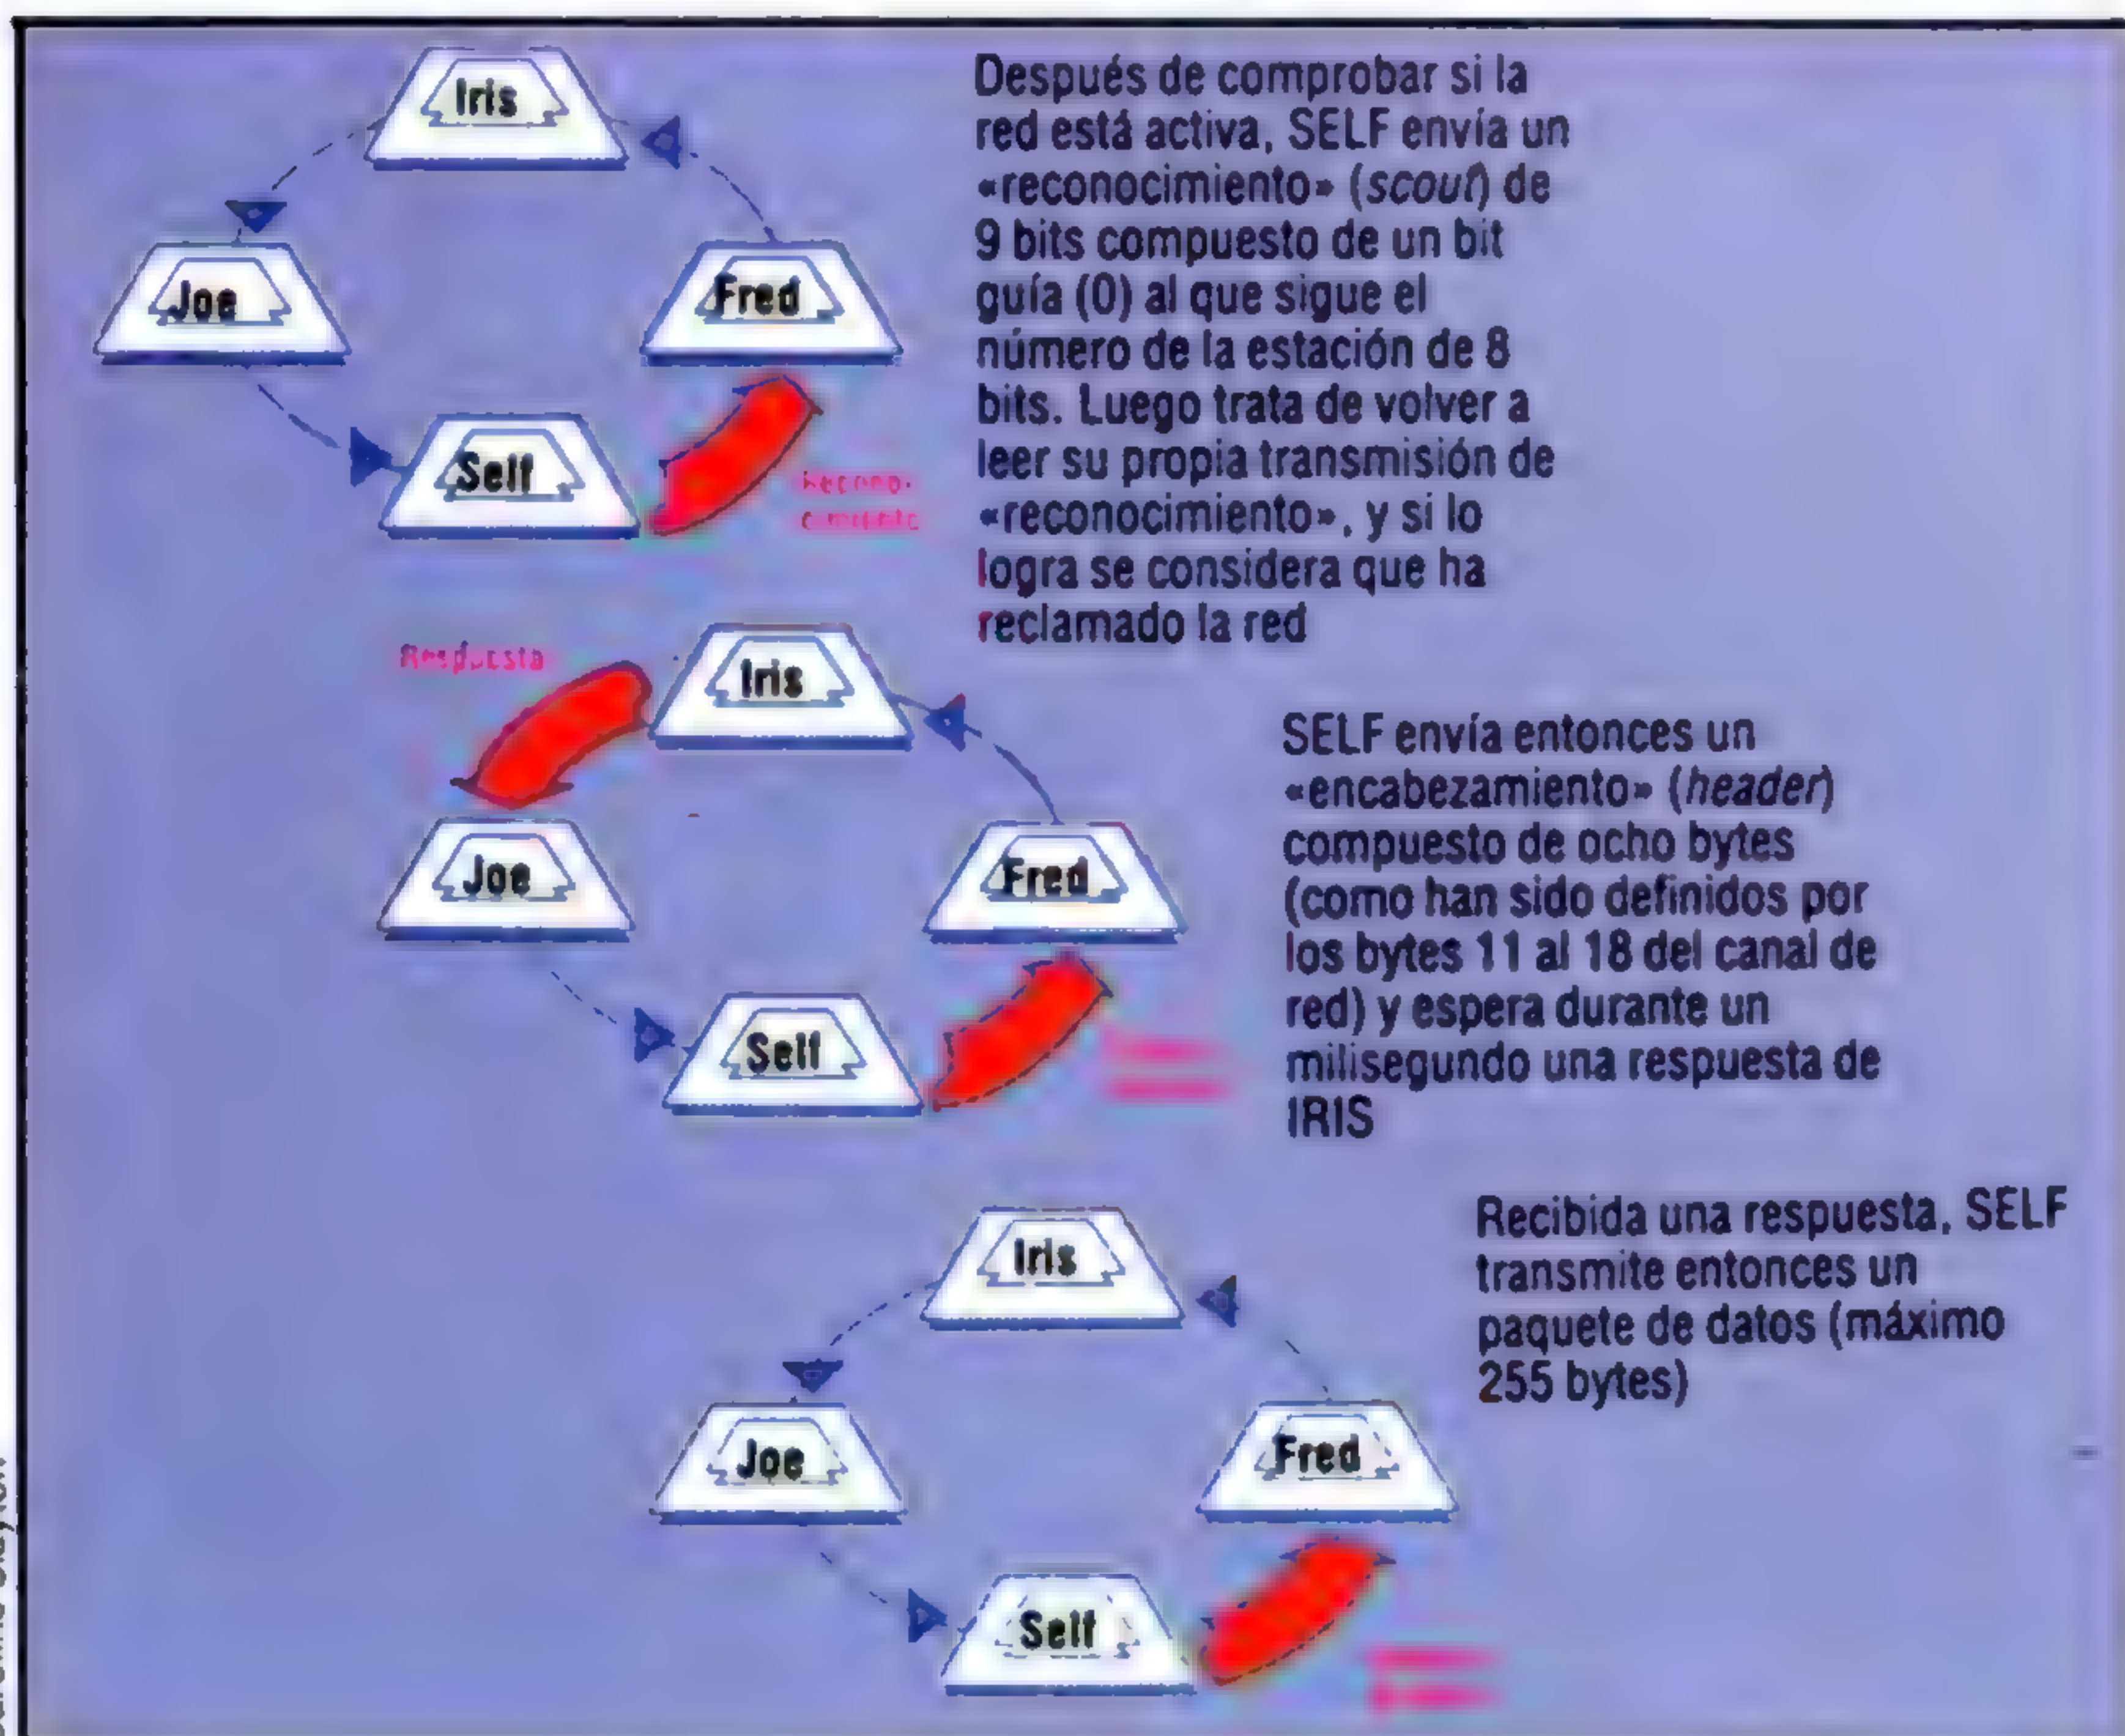 Iris
Joe
Fred
Self
Recono-
cimiento
Después de comprobar si la
red está activa, SELF envía un
«reconocimiento» (scout) de
9 bits compuesto de un bit
guía (0) al que sigue el
número de la estación de 8
bits. Luego trata de volver a
leer su propia transmisión de
«reconocimiento», y si lo
logra se considera que ha
reclamado la red
Respuesta
Iris
Joe
Fred
Self
SELF envía entonces un
«encabezamiento» (header)
compuesto de ocho bytes
(como han sido definidos por
los bytes 11 al 18 del canal de
red) y espera durante un
milisegundo una respuesta de
IRIS
Iris
Joe
Fred
Self
Recibida una respuesta, SELF
transmite entonces un
paquete de datos (máximo
255 bytes)